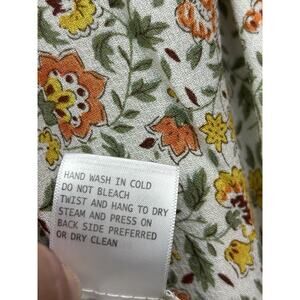 HAND WASH IN COLD
DO NOT BLEACH
TWIST AND HANG TO DRY
STEAM AND PRESS ON
BACK SIDE PREFERRED
OR DRY CLEAN